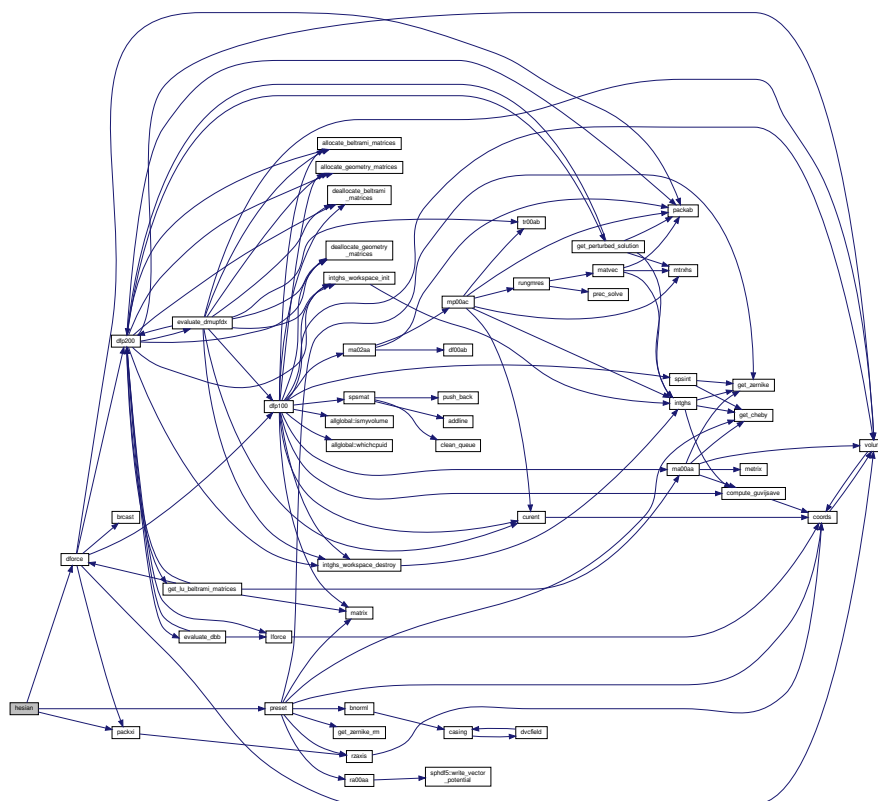 allocate_beltrami_matrices
allocate_geometry_matrices
deallocate_beltrami
_matrices
packab
tr00ab
deallocate_geometry
_matrices
get_perturbed_solution
matvec
mtrxhs
intghs_workspace_init
rungmres
prec_solve
mp00ac
evaluate_dmupfdx
dfp200
ma02aa
df00ab
spsint
get_zernike
dfp100
spsmat
push_back
intghs
get_cheby
allglobal::ismyvolume
addline
allglobal::whichcpuid
clean_queue
volume
ma00aa
metrix
compute_guvijsave
brcast
curent
coords
dforce
intghs_workspace_destroy
get_lu_beltrami_matrices
matrix
evaluate_dbb
lforce
hesian
preset
bnorml
packxi
get_zernike_rm
casing
dvcfield
rzaxis
ra00aa
sphdf5::write_vector
_potential